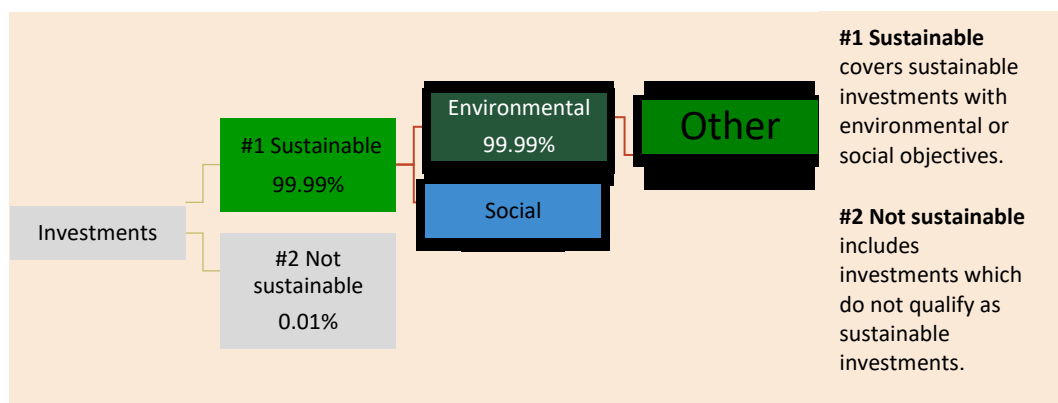 Investments
#1 Sustainable
99.99%
#2 Not
sustainable
0.01%
Environmental
99.99%
Social
Other
#1 Sustainable
covers sustainable
investments with
environmental or
social objectives.
#2 Not sustainable
includes
investments which
do not qualify as
sustainable
investments.